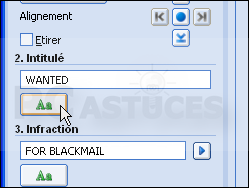 Alignement
Etirer
2. Intitulé
WANTED
Aa
ASTUCES
3. Infraction
FOR BLACKMAIL
Aa